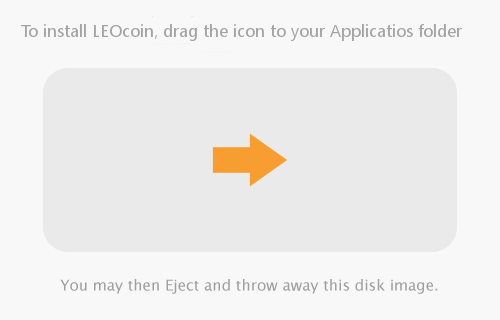 To install LEOcoin, drag the icon to your Applicatios folder
You may then Eject and throw away this disk image.